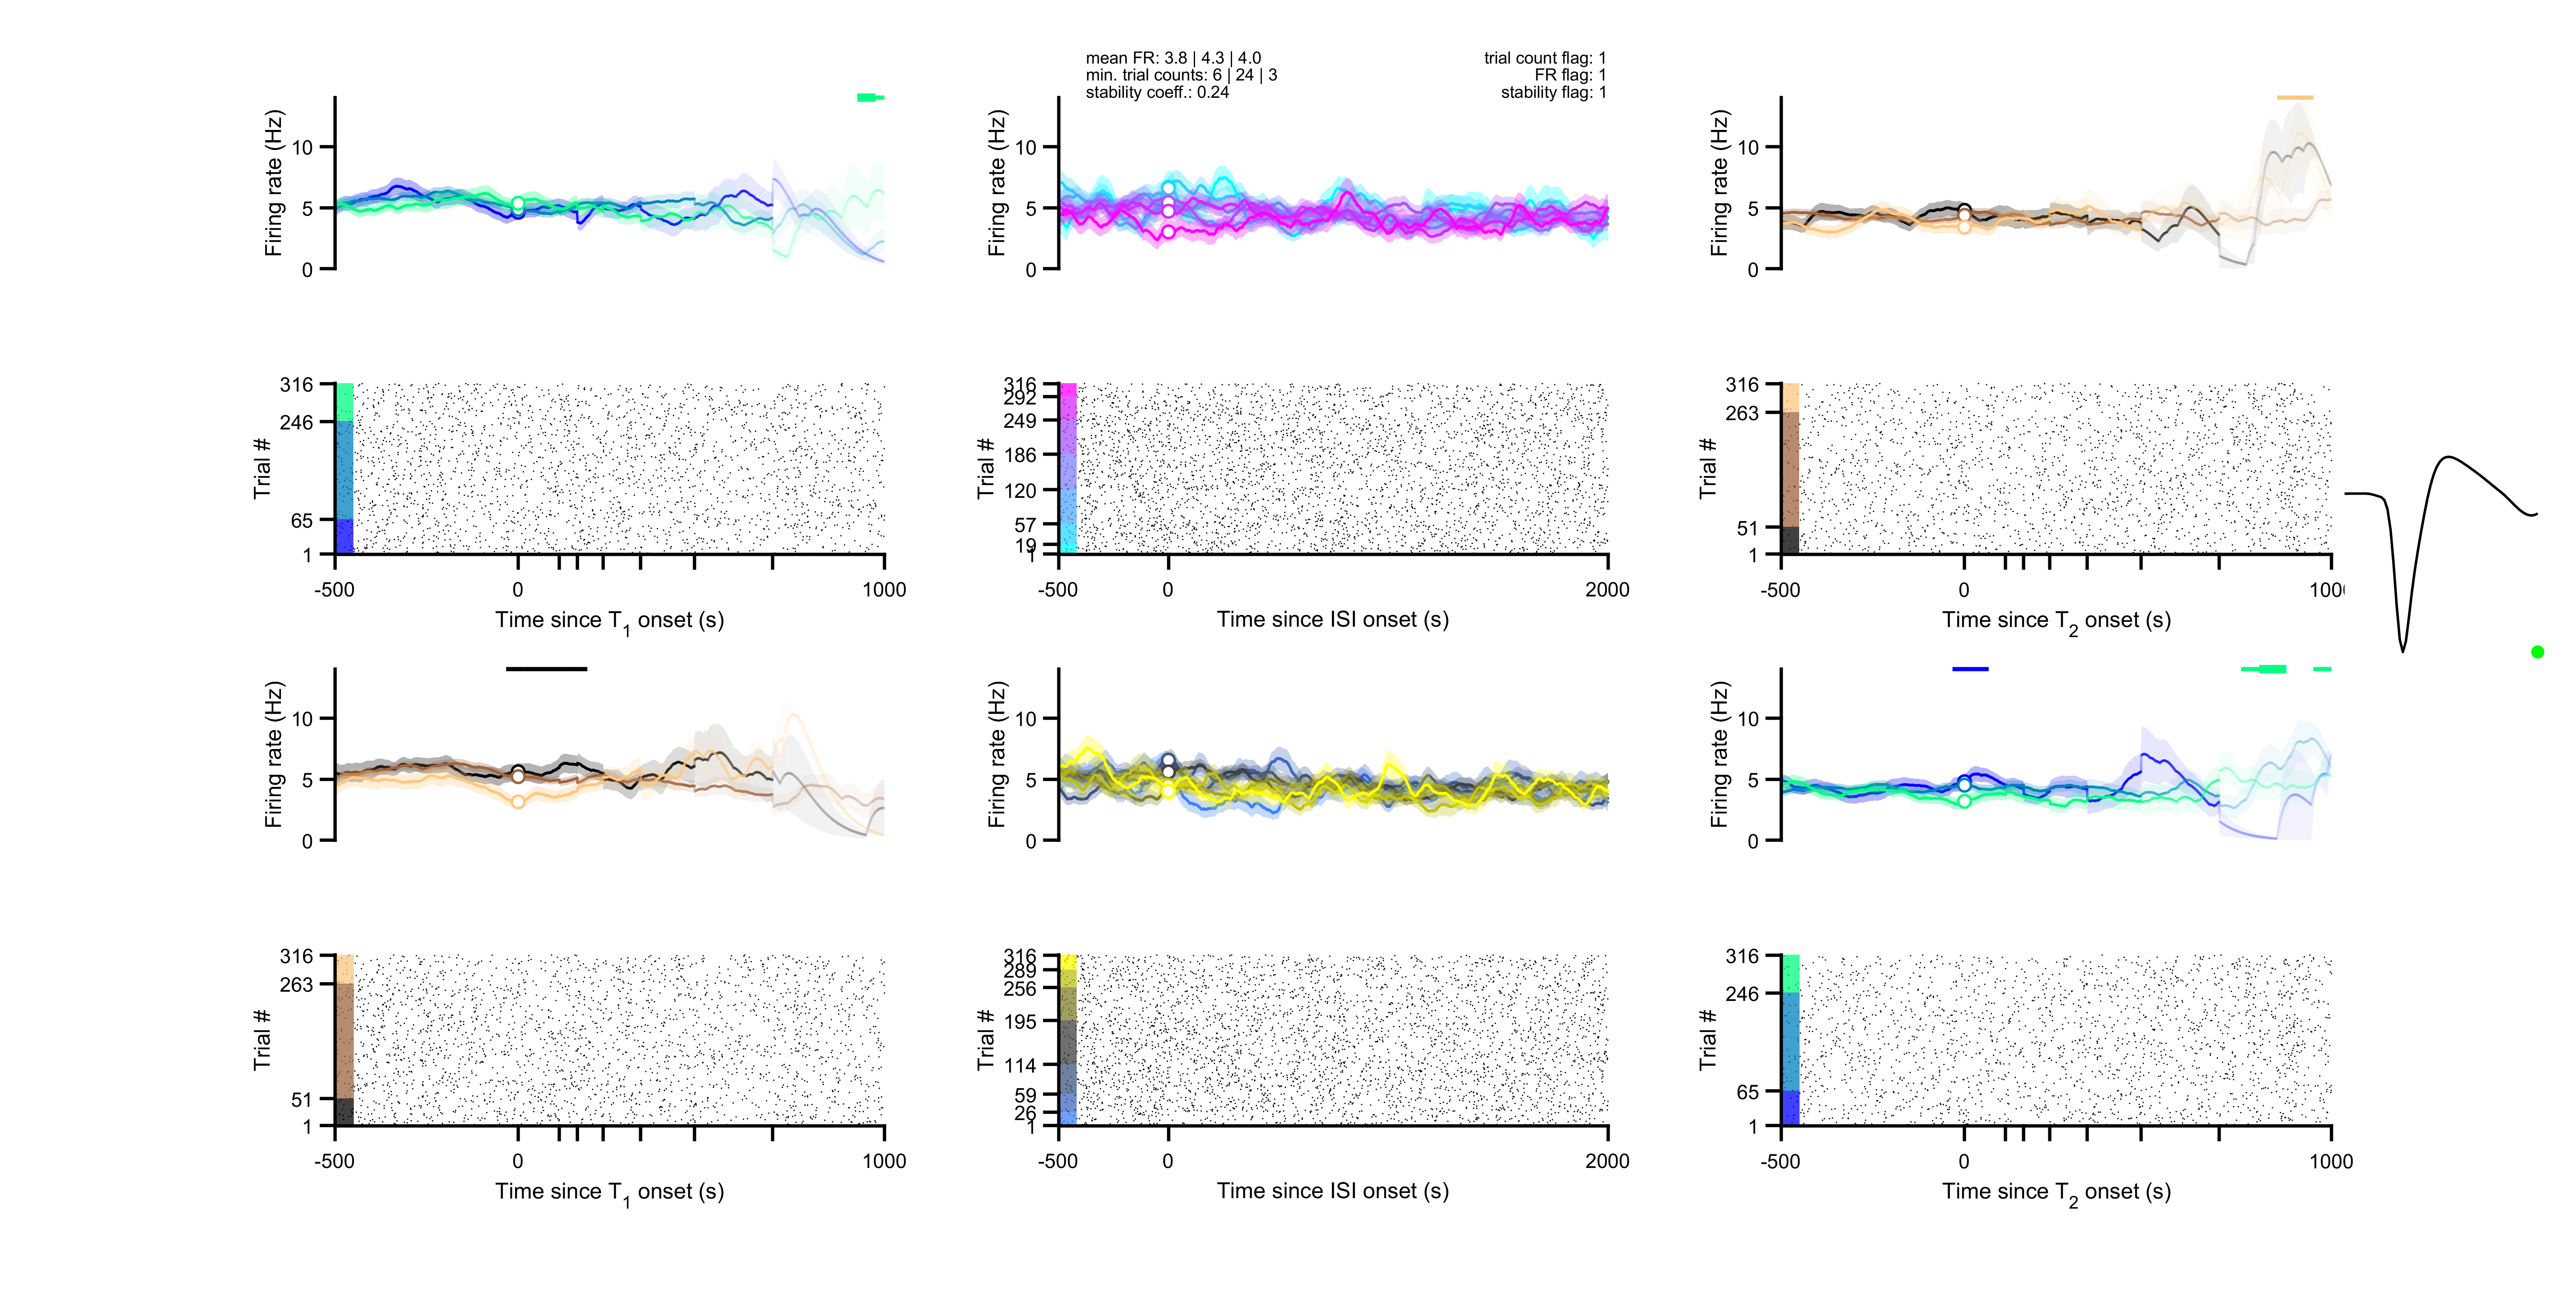 mean FR: 3.8 | 4.3 | 4.0
min. trial counts: 6 | 24 | 3
stability coeff.: 0.24
trial count flag: 1
FR flag: 1
stability flag: 1
Firing rate (Hz)
10
5
0
Firing rate (Hz)
10
5
0
Firing rate (Hz)
10
5
0
Trial #
316
246
65
1
-500
0
1000
Time since T1 onset (s)
Trial #
316
292
249
186
120
57
19
1
-500
0
2000
Time since ISI onset (s)
Trial #
316
263
51
1
-500
0
Time since T2 onset (s)
Firing rate (Hz)
10
5
0
Firing rate (Hz)
10
5
0
Firing rate (Hz)
10
5
0
Trial #
316
263
51
1
-500
0
1000
Time since T1 onset (s)
Trial #
316
289
256
195
114
59
26
1
-500
0
2000
Time since ISI onset (s)
Trial #
316
246
65
1
-500
0
1000
Time since T2 onset (s)